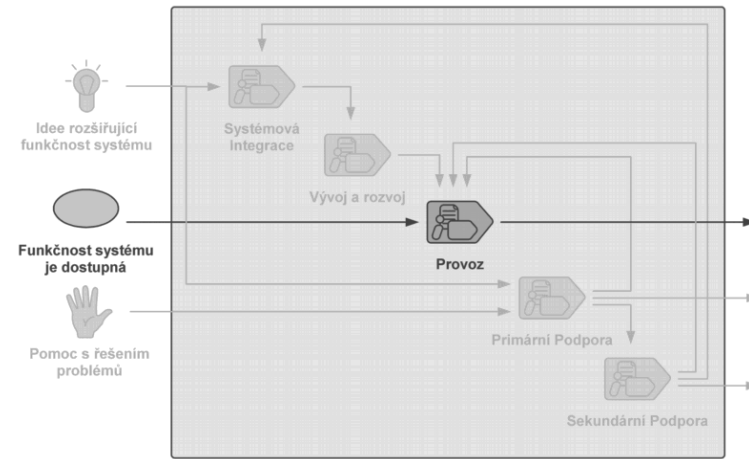 Idee rozšiřující
funkčnost systému
Systémová
Integrace
Vývoj a rozvoj
Funkčnost systému
je dostupná
Provoz
Pomoc s řešením
problémů
Primární Podpora
Sekundární Podpora